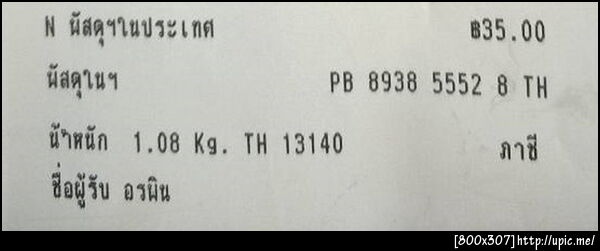 N พัสดุฯในประเทศ ฿35.00
พัสดุในฯ PB 8938 5552 8 TH
น้ำหนัก 1.08 Kg. TH 13140 ภาชี
ชื่อผู้รับ อรพิน
[800x307]http://upic.me/